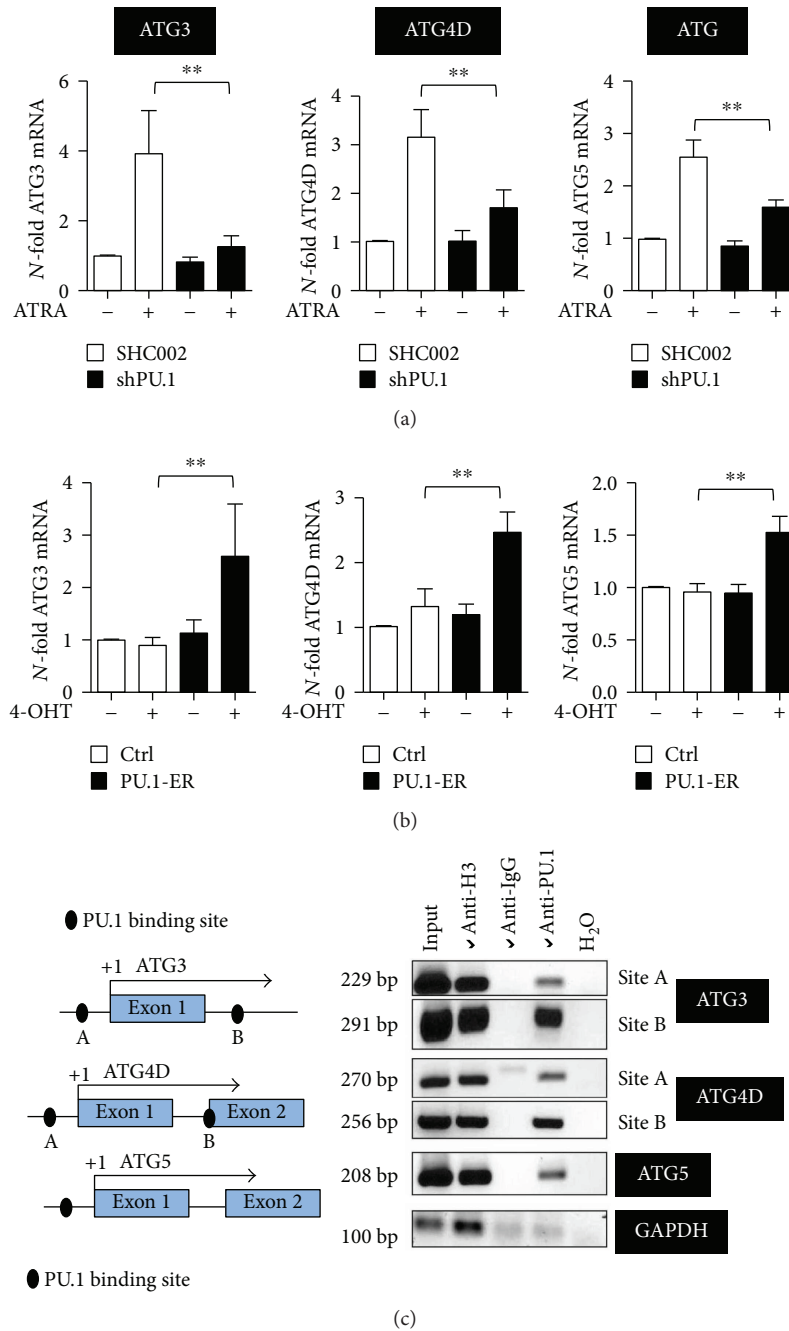 ATG3
ATG4D
ATG
N-fold ATG3 mRNA
6
4
2
0
**
ATRA
– + – +
N-fold ATG4D mRNA
4
3
2
1
0
**
ATRA
– + – +
N-fold ATG5 mRNA
4
3
2
1
0
**
ATRA
– + – +
SHC002
shPU.1
SHC002
shPU.1
SHC002
shPU.1
(a)
N-fold ATG3 mRNA
4
3
2
1
0
**
4-OHT
– + – +
N-fold ATG4D mRNA
3
2
1
0
**
4-OHT
– + – +
N-fold ATG5 mRNA
2.0
1.5
1.0
0.5
0.0
**
4-OHT
– + – +
Ctrl
PU.1-ER
Ctrl
PU.1-ER
Ctrl
PU.1-ER
(b)
PU.1 binding site
+1 ATG3
Exon 1
A
B
+1 ATG4D
Exon 1
Exon 2
A
B
+1 ATG5
Exon 1
Exon 2
PU.1 binding site
Input
✓ Anti-H3
✓ Anti-IgG
✓ Anti-PU.1
H2O
229 bp
Site A
291 bp
Site B
ATG3
270 bp
Site A
256 bp
Site B
ATG4D
208 bp
ATG5
100 bp
GAPDH
(c)